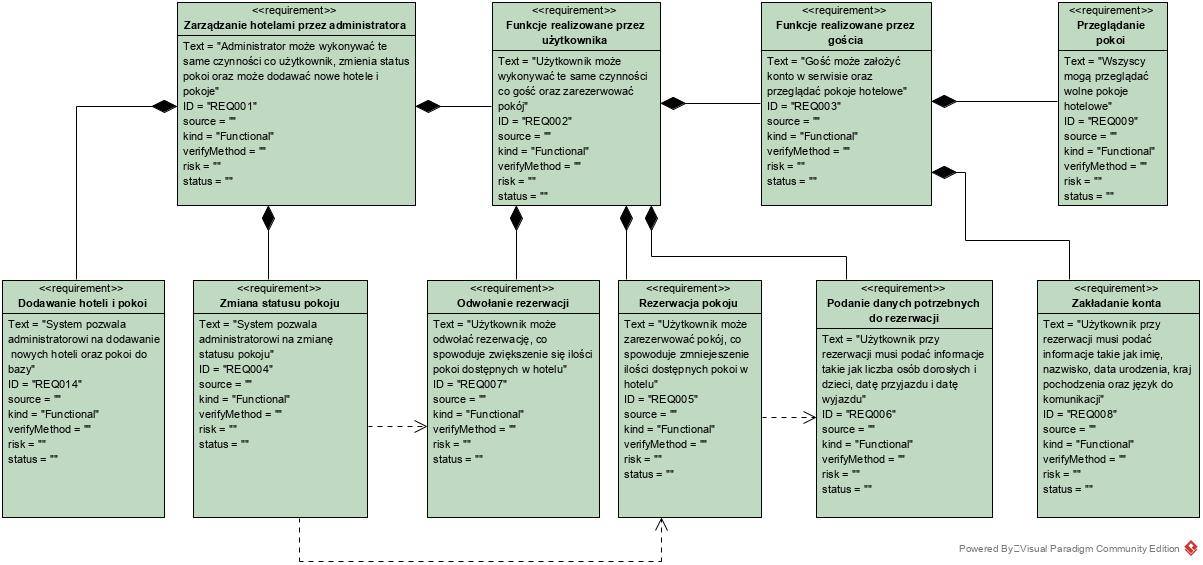 <<requirement>>
Zarządzanie hotelami przez administratora
Text = "Administrator może wykonywać te
same czynności co użytkownik, zmienia status
pokoi oraz może dodawać nowe hotele i
pokoje"
ID = "REQ001"
source = ""
kind = "Functional"
verifyMethod = ""
risk = ""
status = ""
<<requirement>>
Funkcje realizowane przez
użytkownika
Text = "Użytkownik może
wykonywać te same czynności
co gość oraz zarezerwować
pokój"
ID = "REQ002"
source = ""
kind = "Functional"
verifyMethod = ""
risk = ""
status = ""
<<requirement>>
Funkcje realizowane przez
gościa
Text = "Gość może założyć
konto w serwisie oraz
przeglądać pokoje hotelowe"
ID = "REQ003"
source = ""
kind = "Functional"
verifyMethod = ""
risk = ""
status = ""
<<requirement>>
Przeglądanie
pokoi
Text = "Wszyscy
mogą przeglądać
wolne pokoje
hotelowe"
ID = "REQ009"
source = ""
kind = "Functional"
verifyMethod = ""
risk = ""
status = ""
<<requirement>>
Dodawanie hoteli i pokoi
Text = "System pozwala
administratorowi na dodawanie
nowych hoteli oraz pokoi do
bazy"
ID = "REQ014"
source = ""
kind = "Functional"
verifyMethod = ""
risk = ""
status = ""
<<requirement>>
Zmiana statusu pokoju
Text = "System pozwala
administratorowi na zmianę
statusu pokoju"
ID = "REQ004"
source = ""
kind = "Functional"
verifyMethod = ""
risk = ""
status = ""
<<requirement>>
Odwołanie rezerwacji
Text = "Użytkownik może
odwołać rezerwację, co
spowoduje zwiększenie się ilości
pokoi dostępnych w hotelu"
ID = "REQ007"
source = ""
kind = "Functional"
verifyMethod = ""
risk = ""
status = ""
<<requirement>>
Rezerwacja pokoju
Text = "Użytkownik może
zarezerwować pokój, co
spowoduje zmniejeszenie
ilości dostępnych pokoi w
hotelu"
ID = "REQ005"
source = ""
kind = "Functional"
verifyMethod = ""
risk = ""
status = ""
<<requirement>>
Podanie danych potrzebnych
do rezerwacji
Text = "Użytkownik przy
rezerwacji musi podać informacje
takie jak liczba osób dorosłych i
dzieci, datę przyjazdu i datę
wyjazdu"
ID = "REQ006"
source = ""
kind = "Functional"
verifyMethod = ""
risk = ""
status = ""
<<requirement>>
Zakładanie konta
Text = "Użytkownik przy
rezerwacji musi podać
informacje takie jak imię,
nazwisko, data urodzenia, kraj
pochodzenia oraz język do
komunikacji"
ID = "REQ008"
source = ""
kind = "Functional"
verifyMethod = ""
risk = ""
status = ""
Powered By Visual Paradigm Community Edition